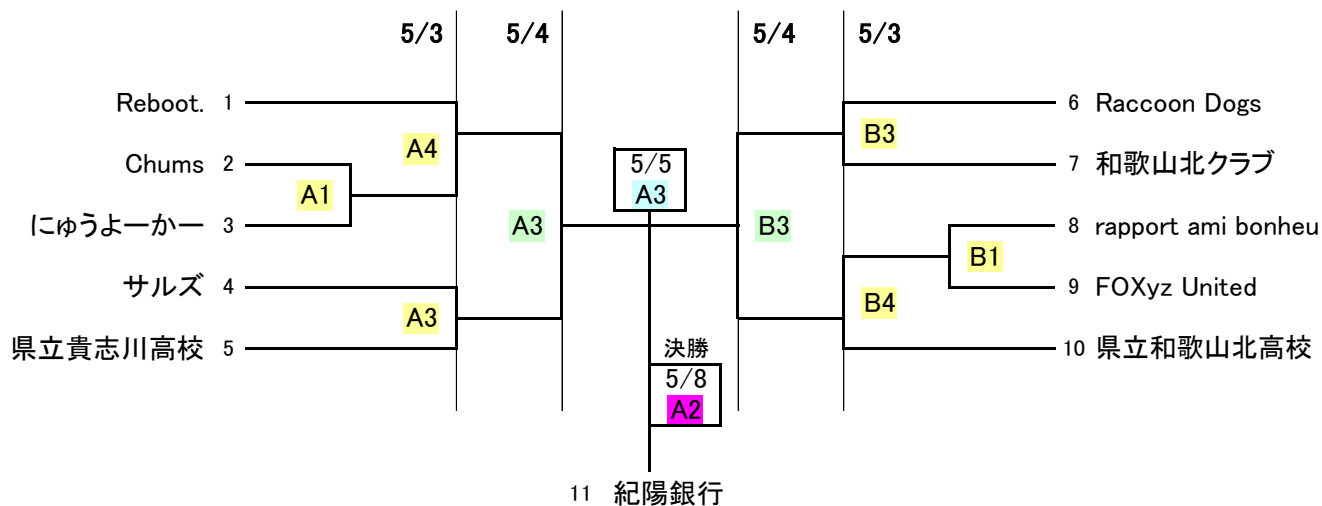 5/3 5/4 5/4 5/3
Reboot. 1
Chums 2
にゅうよーかー 3
サルズ 4
県立貴志川高校 5
A1
A4
A3
A3
5/5
A3
B3
B3
B1
B4
6 Raccoon Dogs
7 和歌山北クラブ
8 rapport ami bonheu
9 FOXyz United
10 県立和歌山北高校
決勝
5/8
A2
11 紀陽銀行